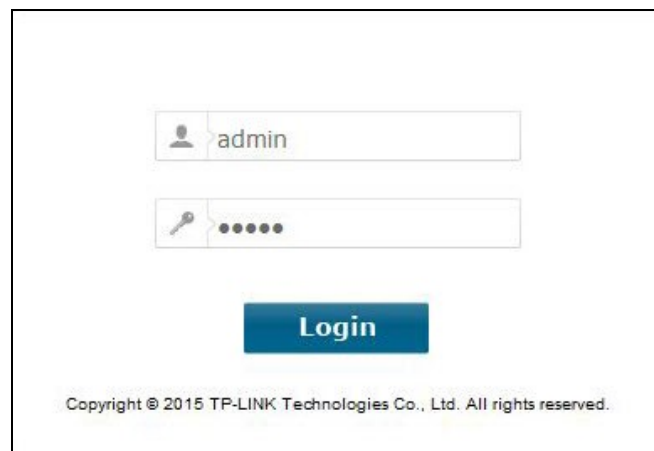 admin
•••••
Login
Copyright © 2015 TP-LINK Technologies Co., Ltd. All rights reserved.